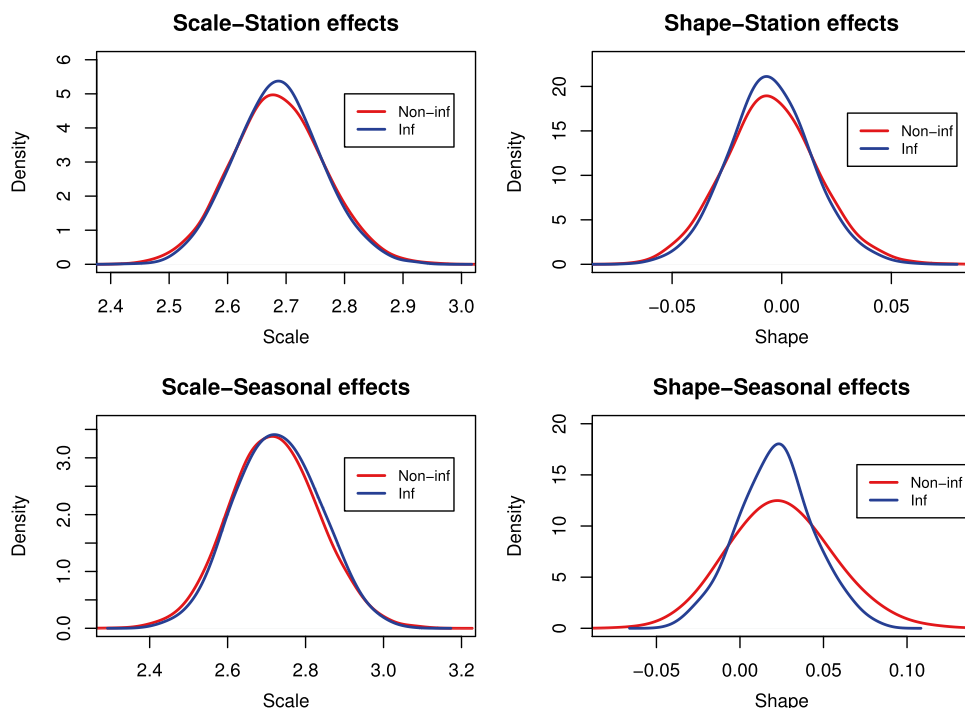 Scale−Station effects
Density
0 1 2 3 4 5 6
Non−inf
Inf
2.4 2.5 2.6 2.7 2.8 2.9 3.0
Scale
Shape−Station effects
Density
0 5 10 15 20
Non−inf
Inf
−0.05 0.00 0.05
Shape
Scale−Seasonal effects
Density
0.0 1.0 2.0 3.0
Non−inf
Inf
2.4 2.6 2.8 3.0 3.2
Scale
Shape−Seasonal effects
Density
0 5 10 15 20
Non−inf
Inf
−0.05 0.00 0.05 0.10
Shape